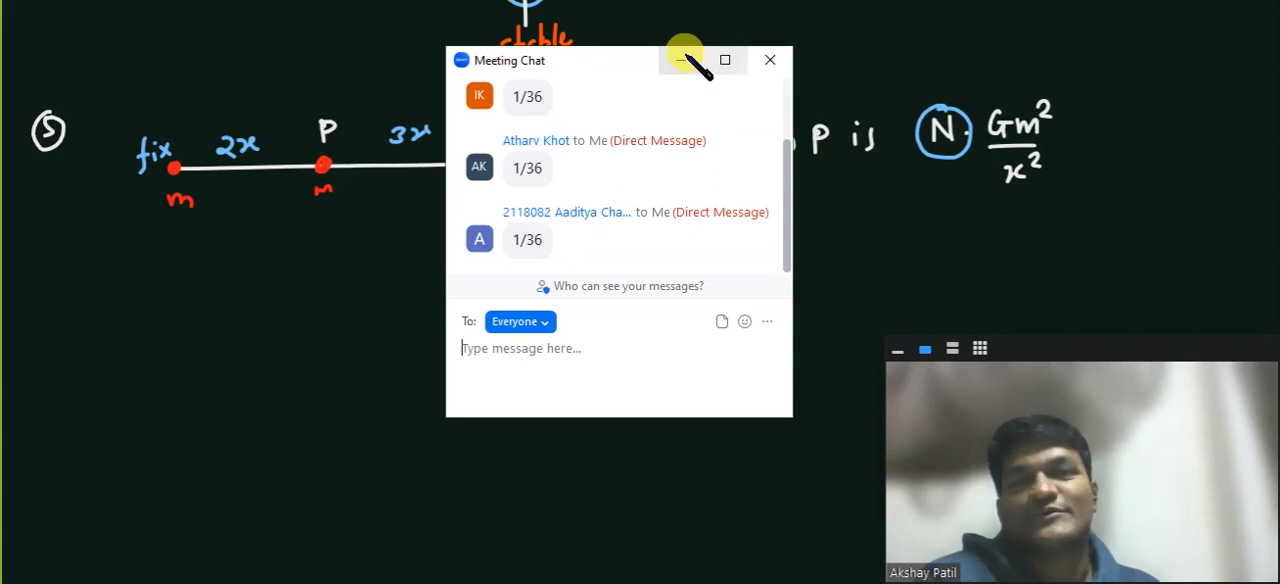 stable
Meeting Chat
IK
1/36
Atharv Khot to Me (Direct Message)
AK
1/36
2118082 Aaditya Cha... to Me (Direct Message)
A
1/36
Who can see your messages?
To: Everyone
Type message here...
5
fix 2x P 3x
m m
P is N. Gm²
x²
Akshay Patil